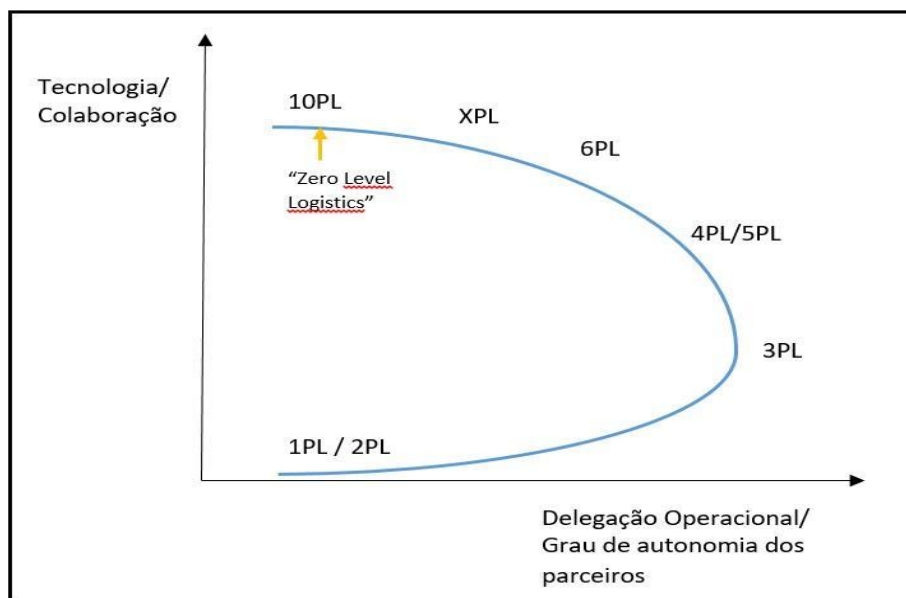 Tecnologia/
Colaboração
10PL
XPL
6PL
“Zero Level
Logistics”
4PL/5PL
3PL
1PL / 2PL
Delegação Operacional/
Grau de autonomia dos
parceiros